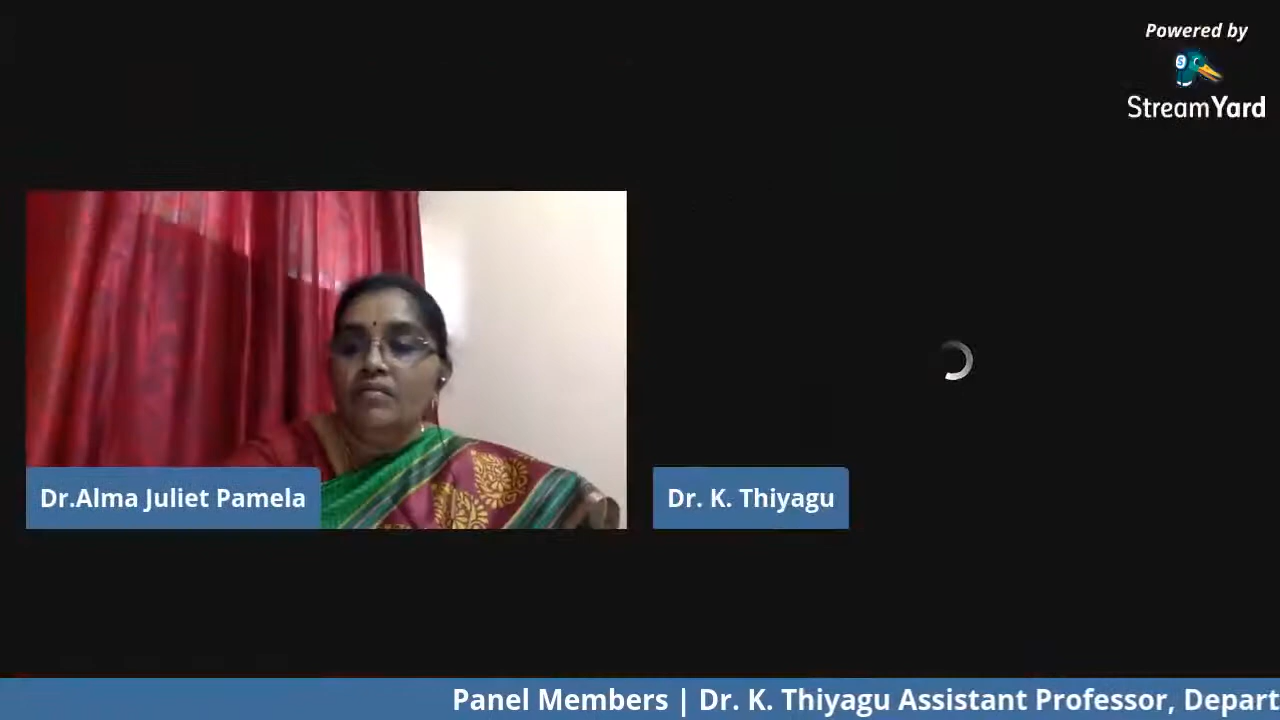 Powered by
StreamYard
Dr.Alma Juliet Pamela
Dr. K. Thiyagu
Panel Members | Dr. K. Thiyagu Assistant Professor, Depart